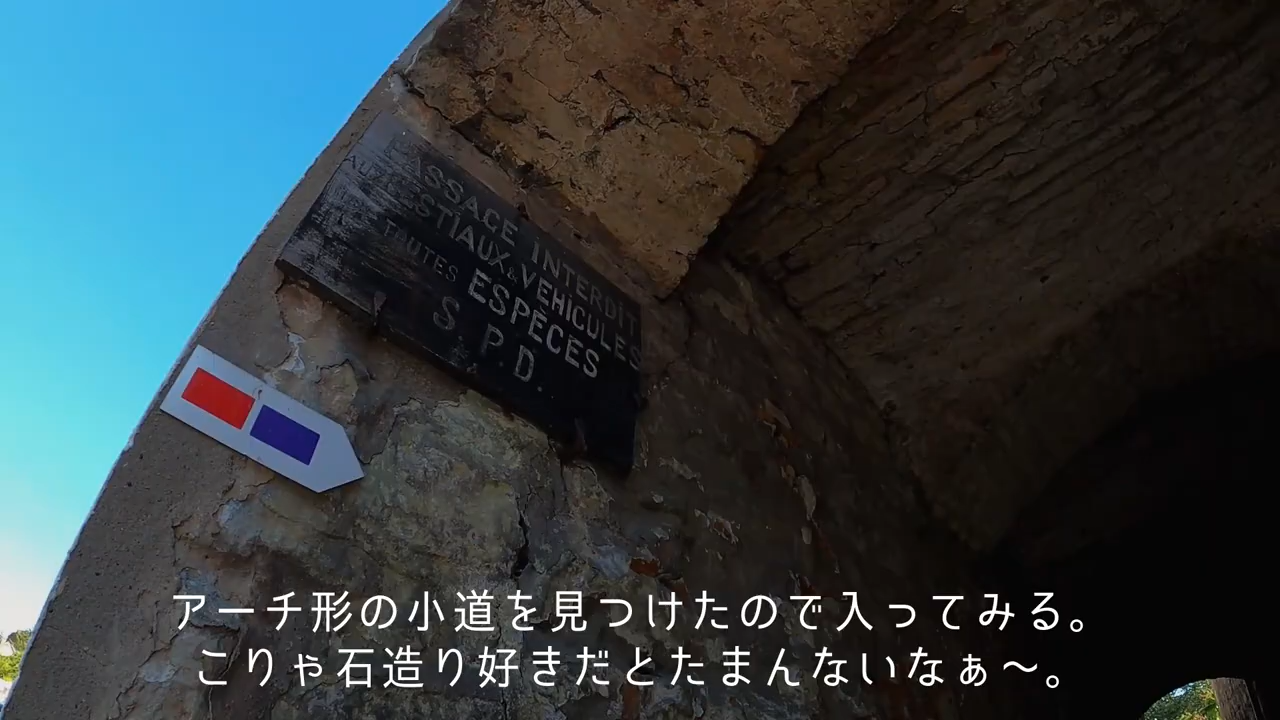 PASSAGE INTERDIT
AUX BESTIAUX & VÉHICULES
TOUTES ESPÈCES
S.P.D.
アーチ形の小道を見つけたので入ってみる。
こりゃ石造り好きだとたまんないなぁ〜。